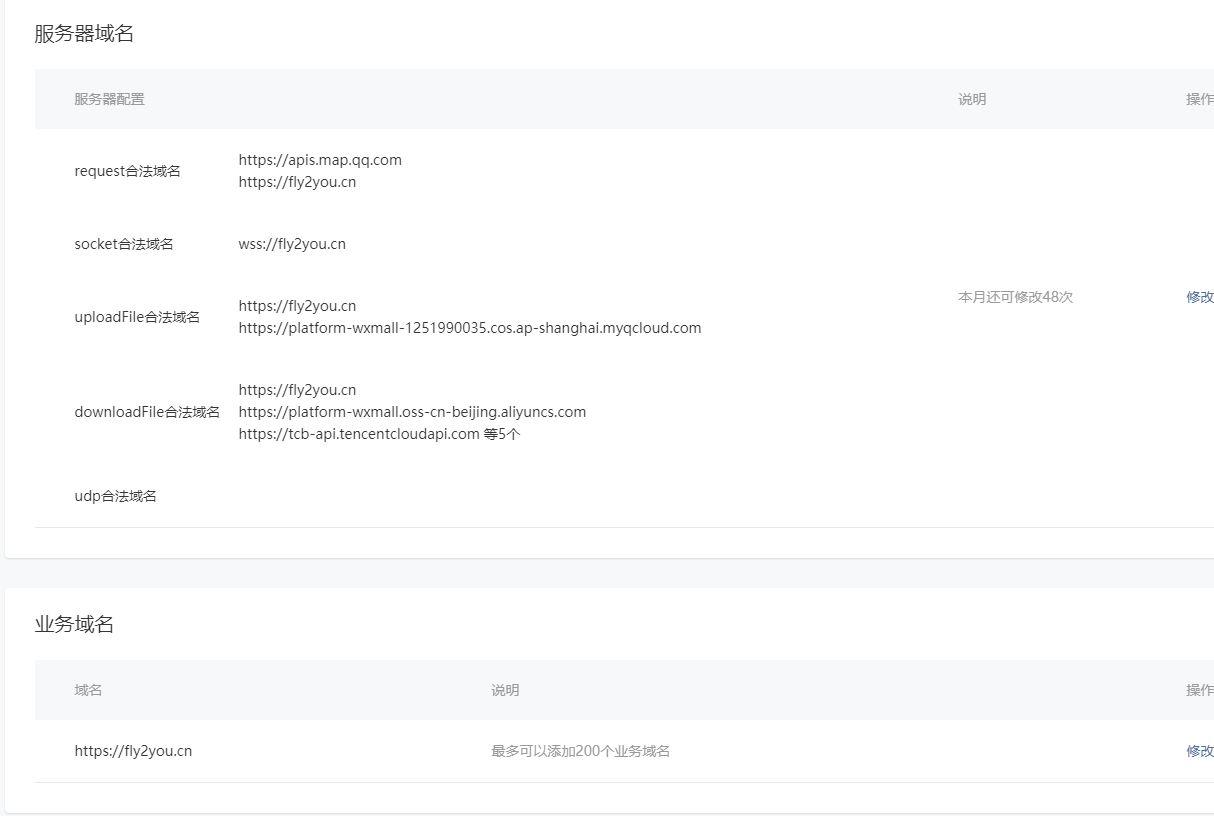 服务器域名
服务器配置 说明 操作
request合法域名 https://apis.map.qq.com
https://fly2you.cn
socket合法域名 wss://fly2you.cn
本月还可修改48次 修改
uploadFile合法域名 https://fly2you.cn
https://platform-wxmall-1251990035.cos.ap-shanghai.myqcloud.com
downloadFile合法域名 https://fly2you.cn
https://platform-wxmall.oss-cn-beijing.aliyuncs.com
https://tcb-api.tencentcloudapi.com 等5个
udp合法域名
业务域名
域名 说明 操作
https://fly2you.cn 最多可以添加200个业务域名 修改